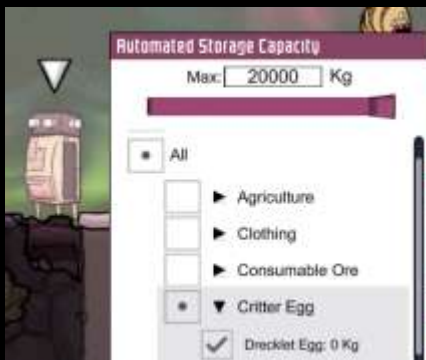 Automated Storage Capacity
Max: 20000 Kg
All
Agriculture
Clothing
Consumable Ore
Critter Egg
Drecklet Egg: 0 Kg